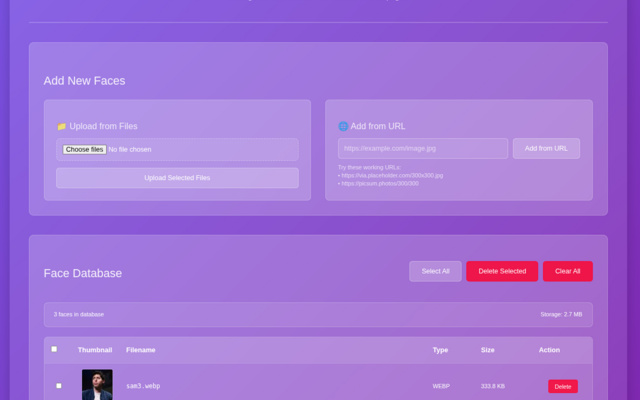 Add New Faces
📁 Upload from Files
Choose files No file chosen
Upload Selected Files
🌐 Add from URL
https://example.com/image.jpg
Add from URL
Try these working URLs:
• https://via.placeholder.com/300x300.jpg
• https://picsum.photos/300/300
Face Database
Select All
Delete Selected
Clear All
3 faces in database
Storage: 2.7 MB
Thumbnail Filename Type Size Action
sam3.webp WEBP 333.8 KB Delete